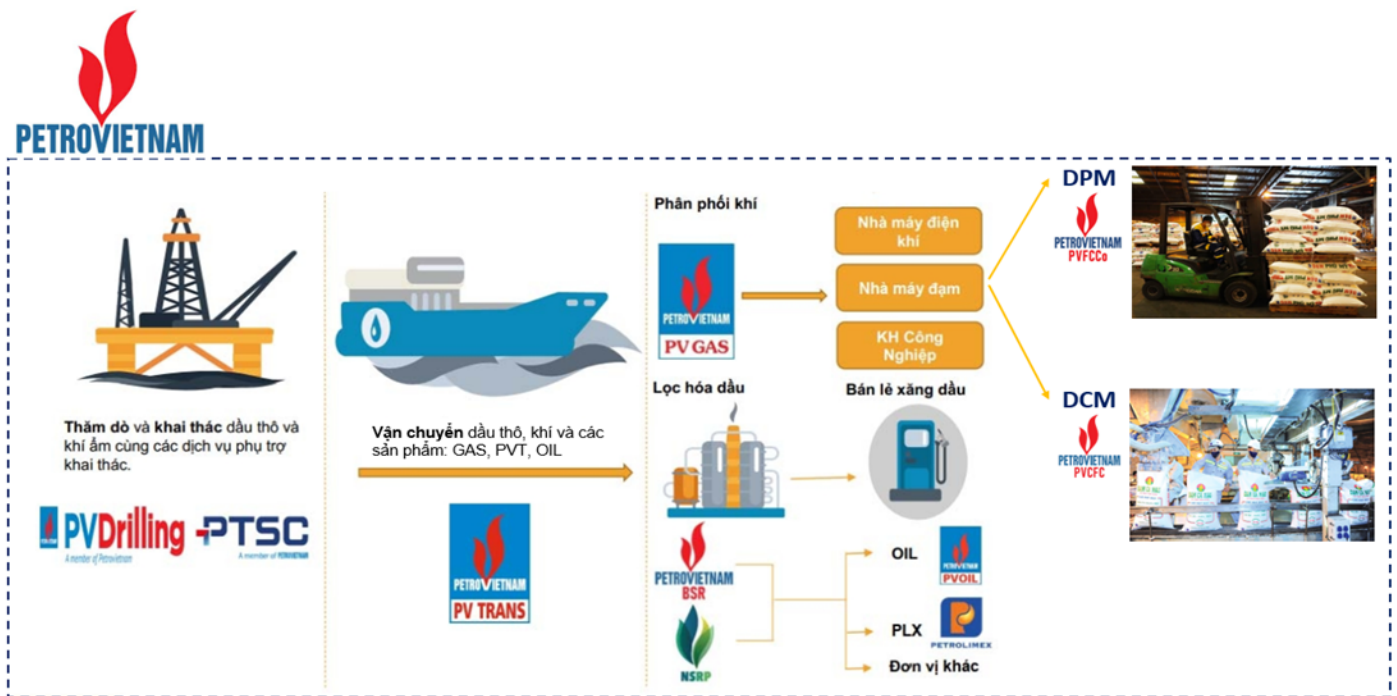 PETROVIETNAM
Thăm dò và khai thác dầu thô và
khí ẩm cùng các dịch vụ phụ trợ
khai thác.
PVDrilling
A member of Petrovietnam
PTSC
A member of PETROVIETNAM
Vận chuyển dầu thô, khí và các
sản phẩm: GAS, PVT, OIL
PETROVIETNAM
PV TRANS
Phân phối khí
PETROVIETNAM
PV GAS
Nhà máy điện
khí
Nhà máy đạm
KH Công
Nghiệp
Lọc hóa dầu
Bán lẻ xăng dầu
PETROVIETNAM
BSR
NSRP
OIL
PETROVIETNAM
PVOIL
PLX
PETROLIMEX
Đơn vị khác
DPM
PETROVIETNAM
PVFCCo
DCM
PETROVIETNAM
PVCFC